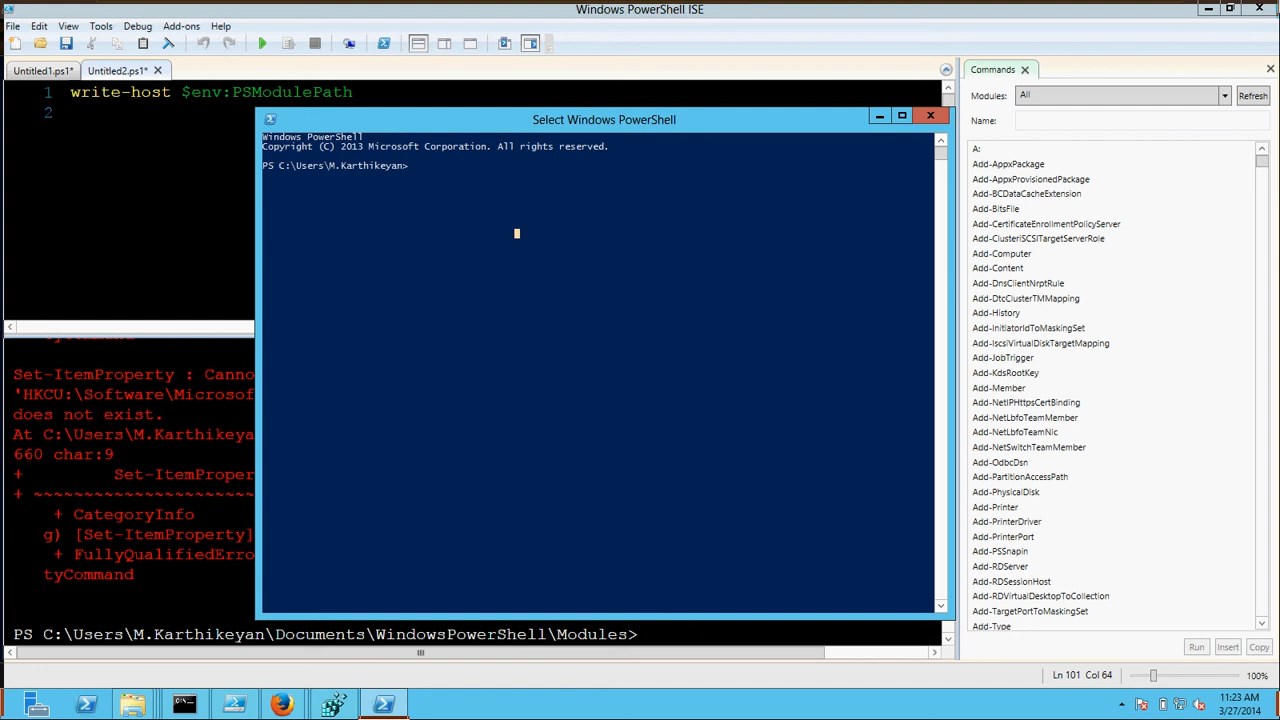 Windows PowerShell ISE
File Edit View Tools Debug Add-ons Help
Untitled1.ps1* Untitled2.ps1*
1 write-host $env:PSModulePath
2
Select Windows PowerShell
Windows PowerShell
Copyright (C) 2013 Microsoft Corporation. All rights reserved.
PS C:\Users\M.Karthikeyan>
Set-ItemProperty : Canno
'HKCU:\Software\Microsof
does not exist.
At C:\Users\M.Karthikeyan
660 char:9
+ Set-ItemProper
+ ~~~~~~~~~~~~~~~~~~~~~~
+ CategoryInfo
g) [Set-ItemProperty]
+ FullyQualifiedErro
tyCommand
PS C:\Users\M.Karthikeyan\Documents\WindowsPowerShell\Modules>
Commands
Modules: All Refresh
Name:
A:
Add-AppxPackage
Add-AppxProvisionedPackage
Add-BCDataCacheExtension
Add-BitsFile
Add-CertificateEnrollmentPolicyServer
Add-ClusteriSCSITargetServerRole
Add-Computer
Add-Content
Add-DnsClientNrptRule
Add-DtcClusterTMMapping
Add-History
Add-InitiatorIdToMaskingSet
Add-IscsiVirtualDiskTargetMapping
Add-JobTrigger
Add-KdsRootKey
Add-Member
Add-NetIPHttpsCertBinding
Add-NetLbfoTeamMember
Add-NetLbfoTeamNic
Add-NetSwitchTeamMember
Add-OdbcDsn
Add-PartitionAccessPath
Add-PhysicalDisk
Add-Printer
Add-PrinterDriver
Add-PrinterPort
Add-PSSnapin
Add-RDServer
Add-RDSessionHost
Add-RDVirtualDesktopToCollection
Add-TargetPortToMaskingSet
Add-Type
Run Insert Copy
Ln 101 Col 64 100%
11:23 AM
3/27/2014